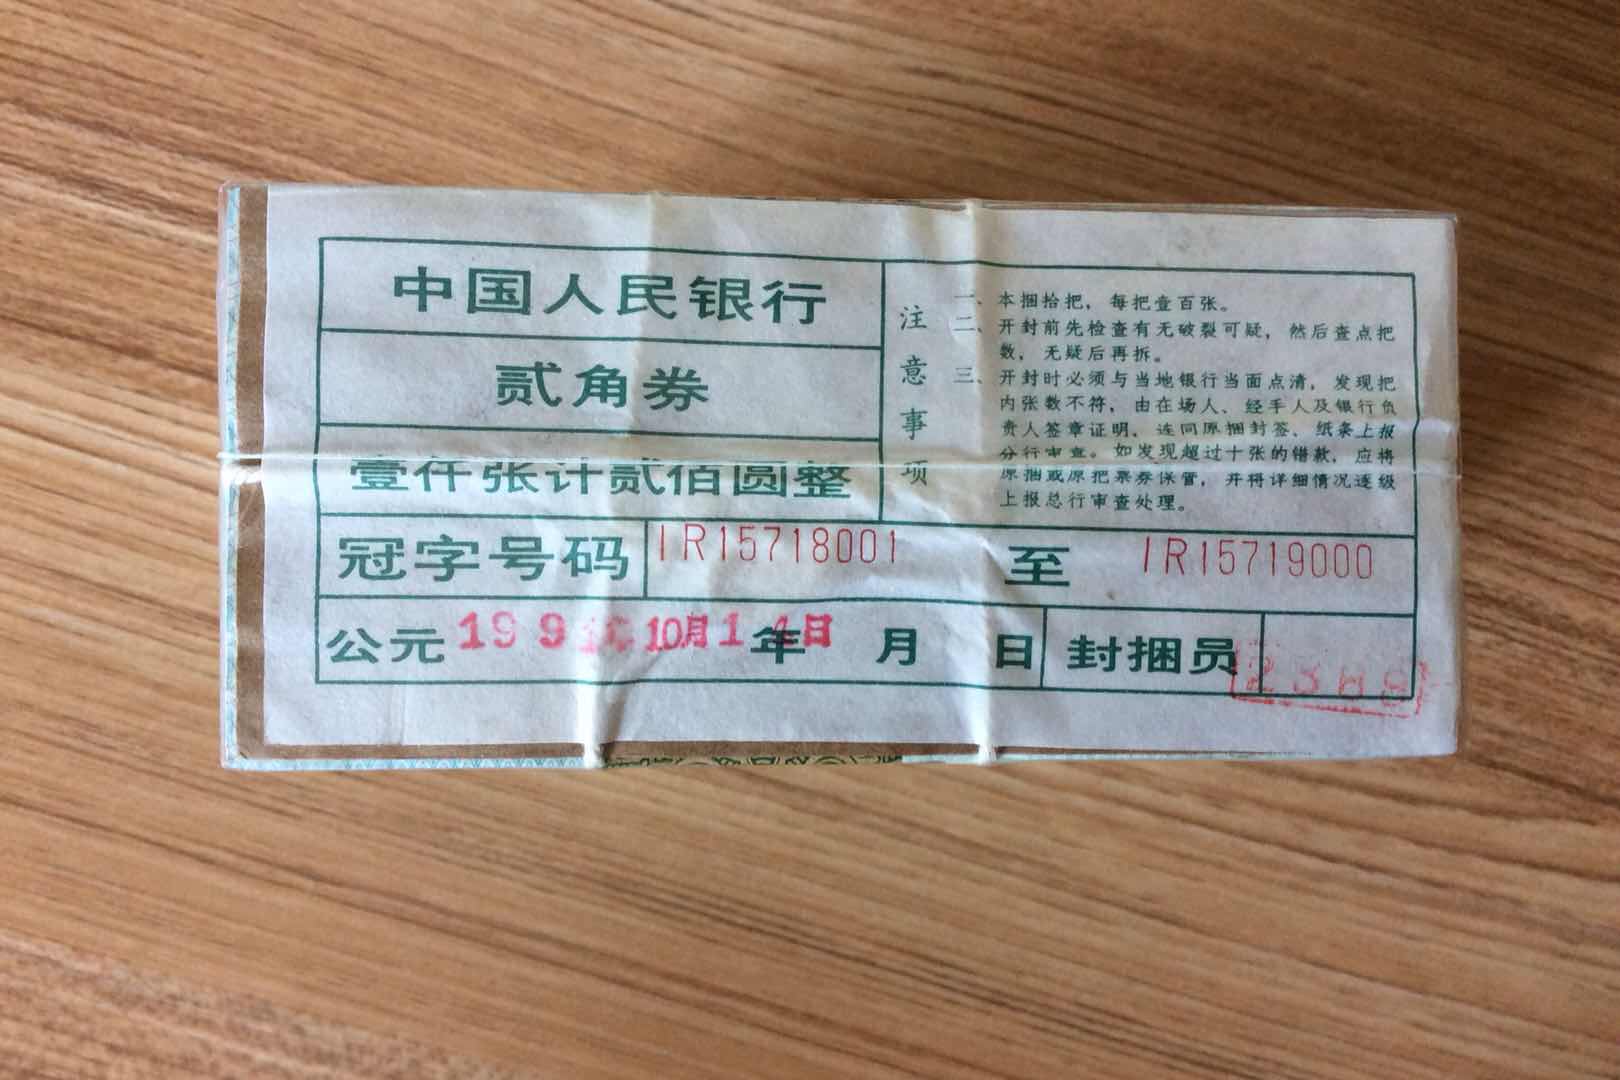 中国人民银行
贰角券
壹仟张计贰佰圆整
注意事项
一、本捆拾把，每把壹百张。
二、开封前先检查有无破裂可疑，然后查点把
数，无疑后再拆。
三、开封时必须与当地银行当面点清，发现把
内张数不符，由在场人、经手人及银行负
责人签章证明，连同原捆封签、纸条上报
分行审查。如发现超过十张的错款，应将
原捆或原把票券保管，并将详细情况逐级
上报总行审查处理。
冠字号码 IR15718001 至 IR15719000
公元 199 10月14日 年 月 日 封捆员